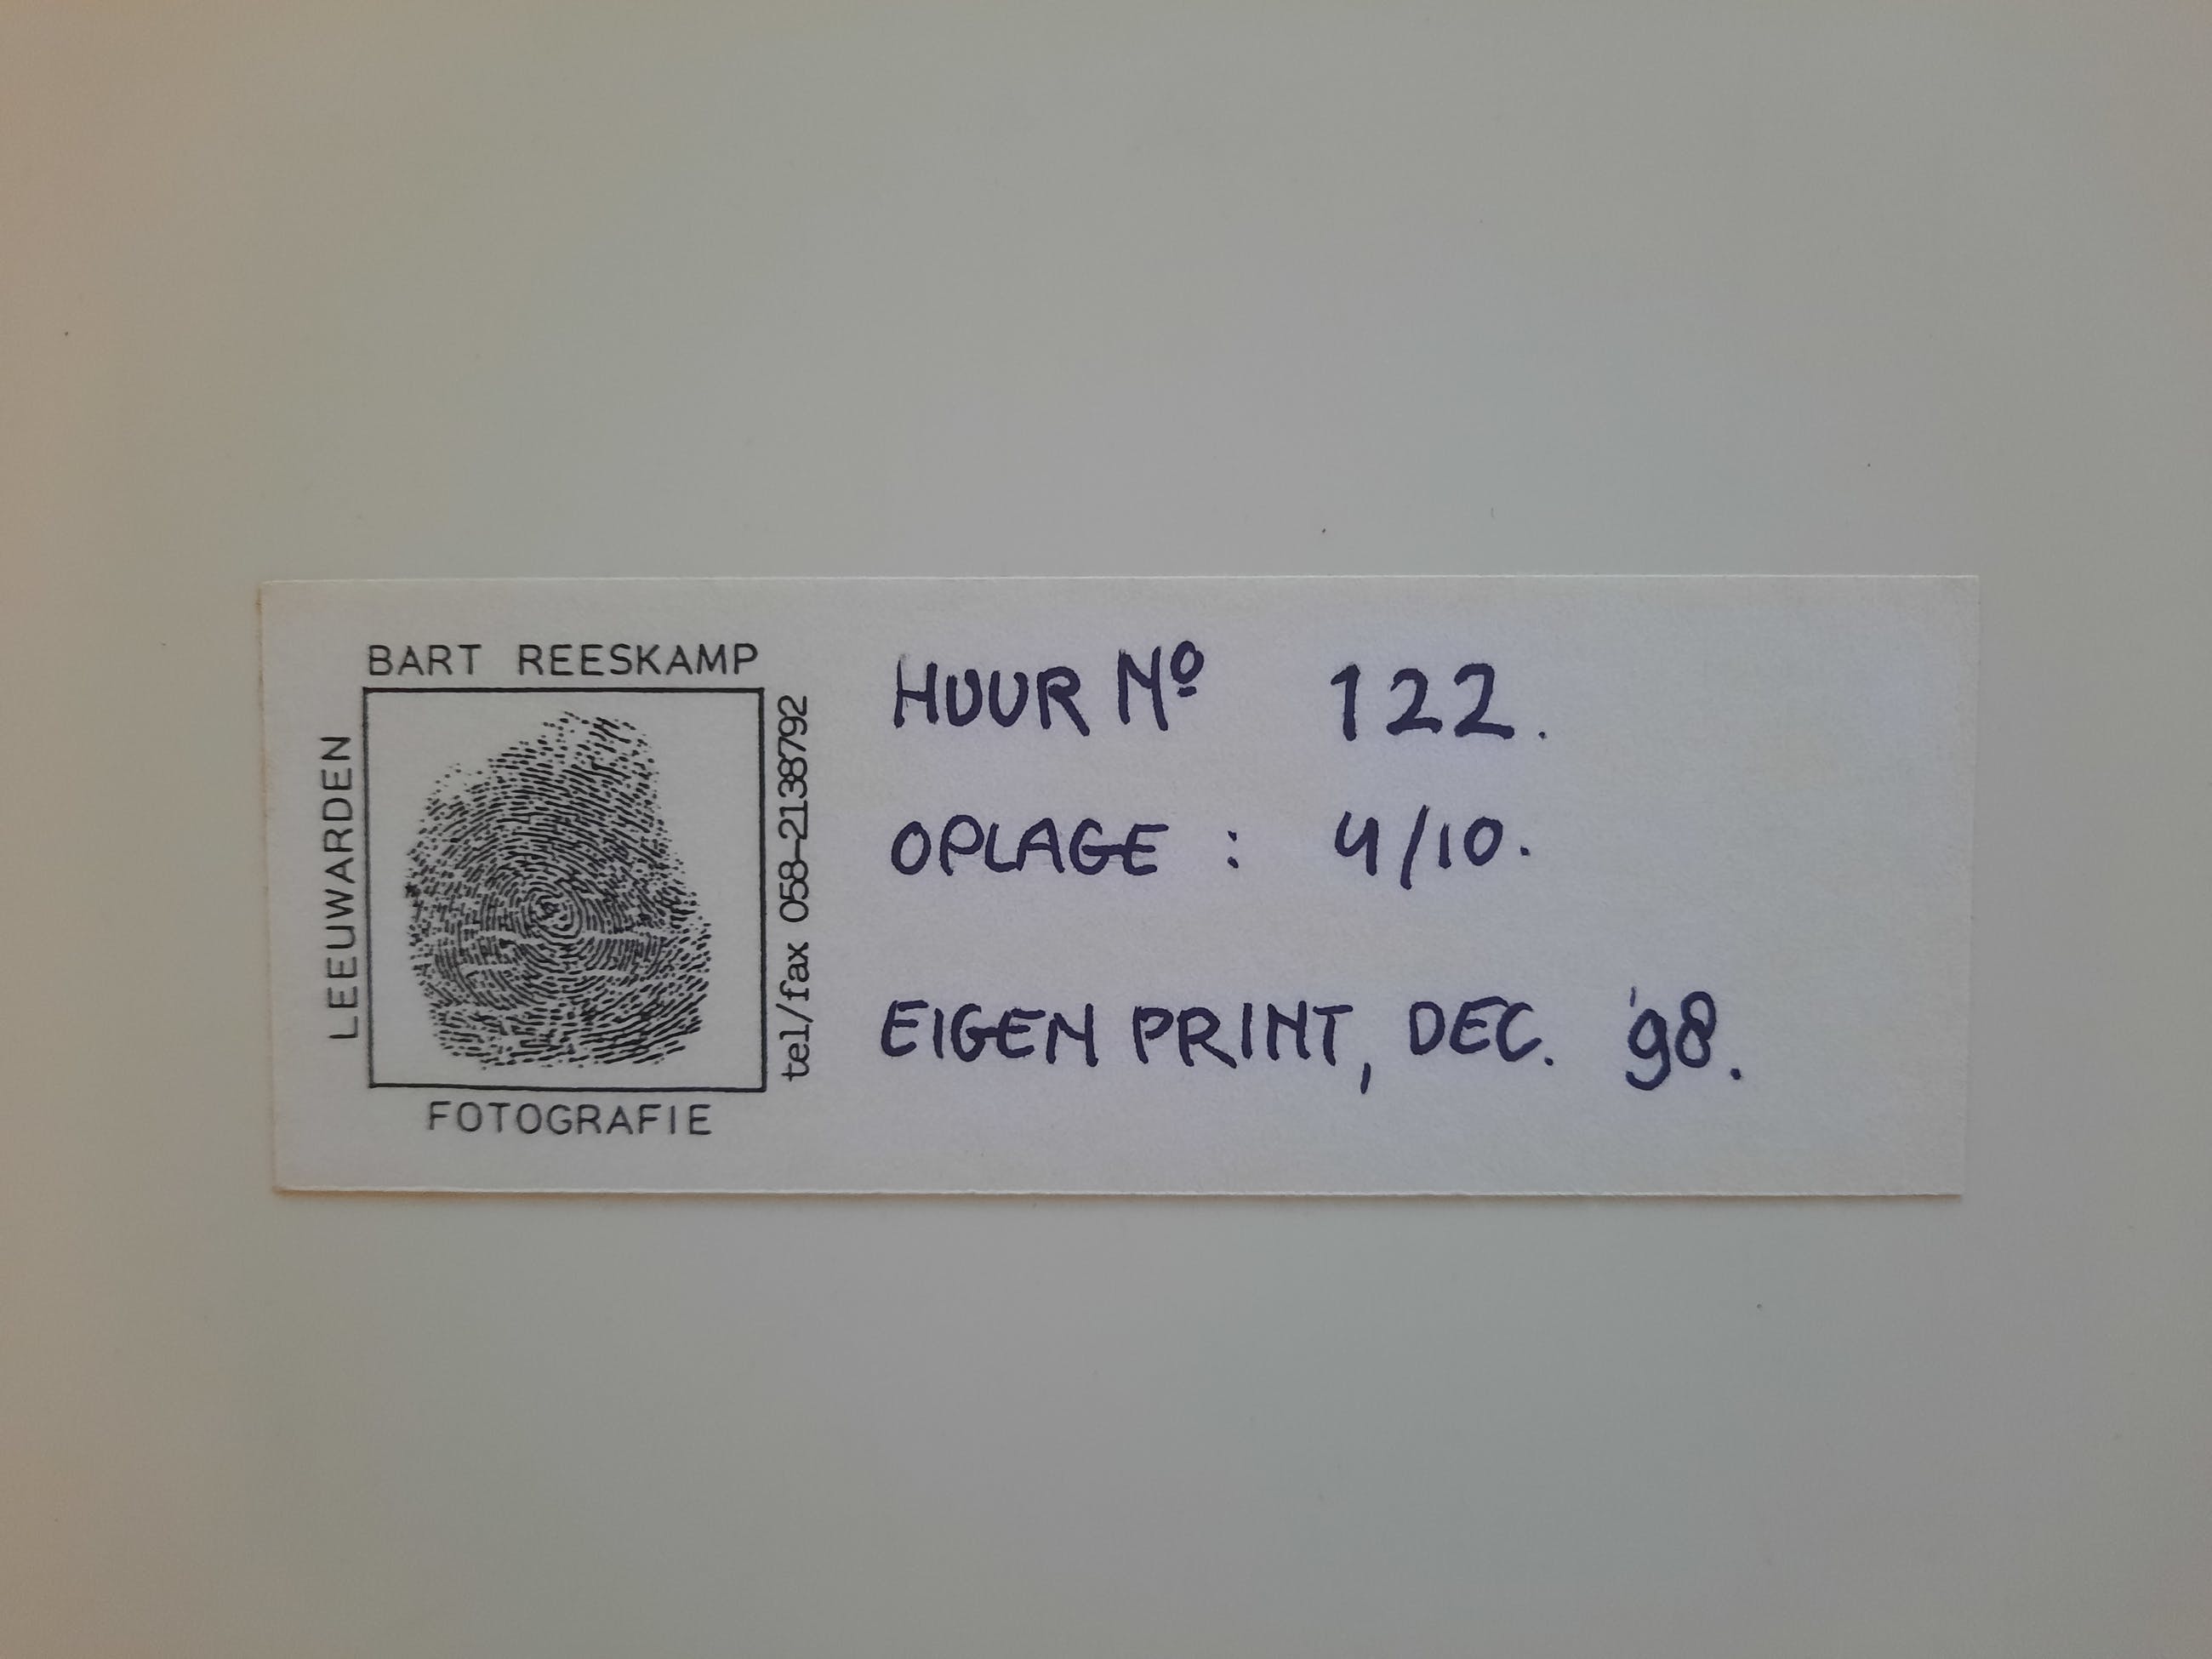 BART REESKAMP
LEEUWARDEN
tel/fax 058-2138792
FOTOGRAFIE
HUUR Nº 122.
OPLAGE : 4/10.
EIGEN PRINT, DEC. '98.